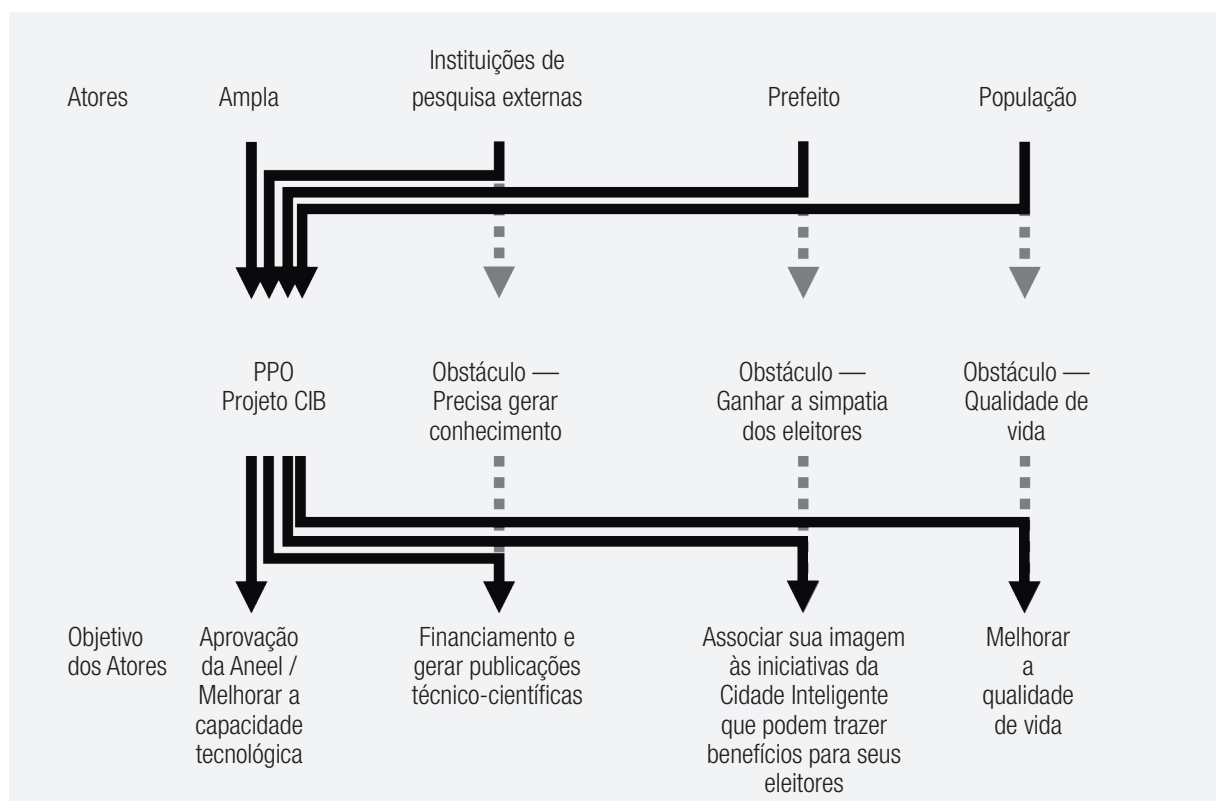 Atores
Ampla
Instituições de
pesquisa externas
Prefeito
População
PPO
Projeto CIB
Obstáculo —
Precisa gerar
conhecimento
Obstáculo —
Ganhar a simpatia
dos eleitores
Obstáculo —
Qualidade de
vida
Objetivo
dos Atores
Aprovação
da Aneel /
Melhorar a
capacidade
tecnológica
Financiamento e
gerar publicações
técnico-científicas
Associar sua imagem
às iniciativas da
Cidade Inteligente
que podem trazer
benefícios para seus
eleitores
Melhorar
a
qualidade
de vida